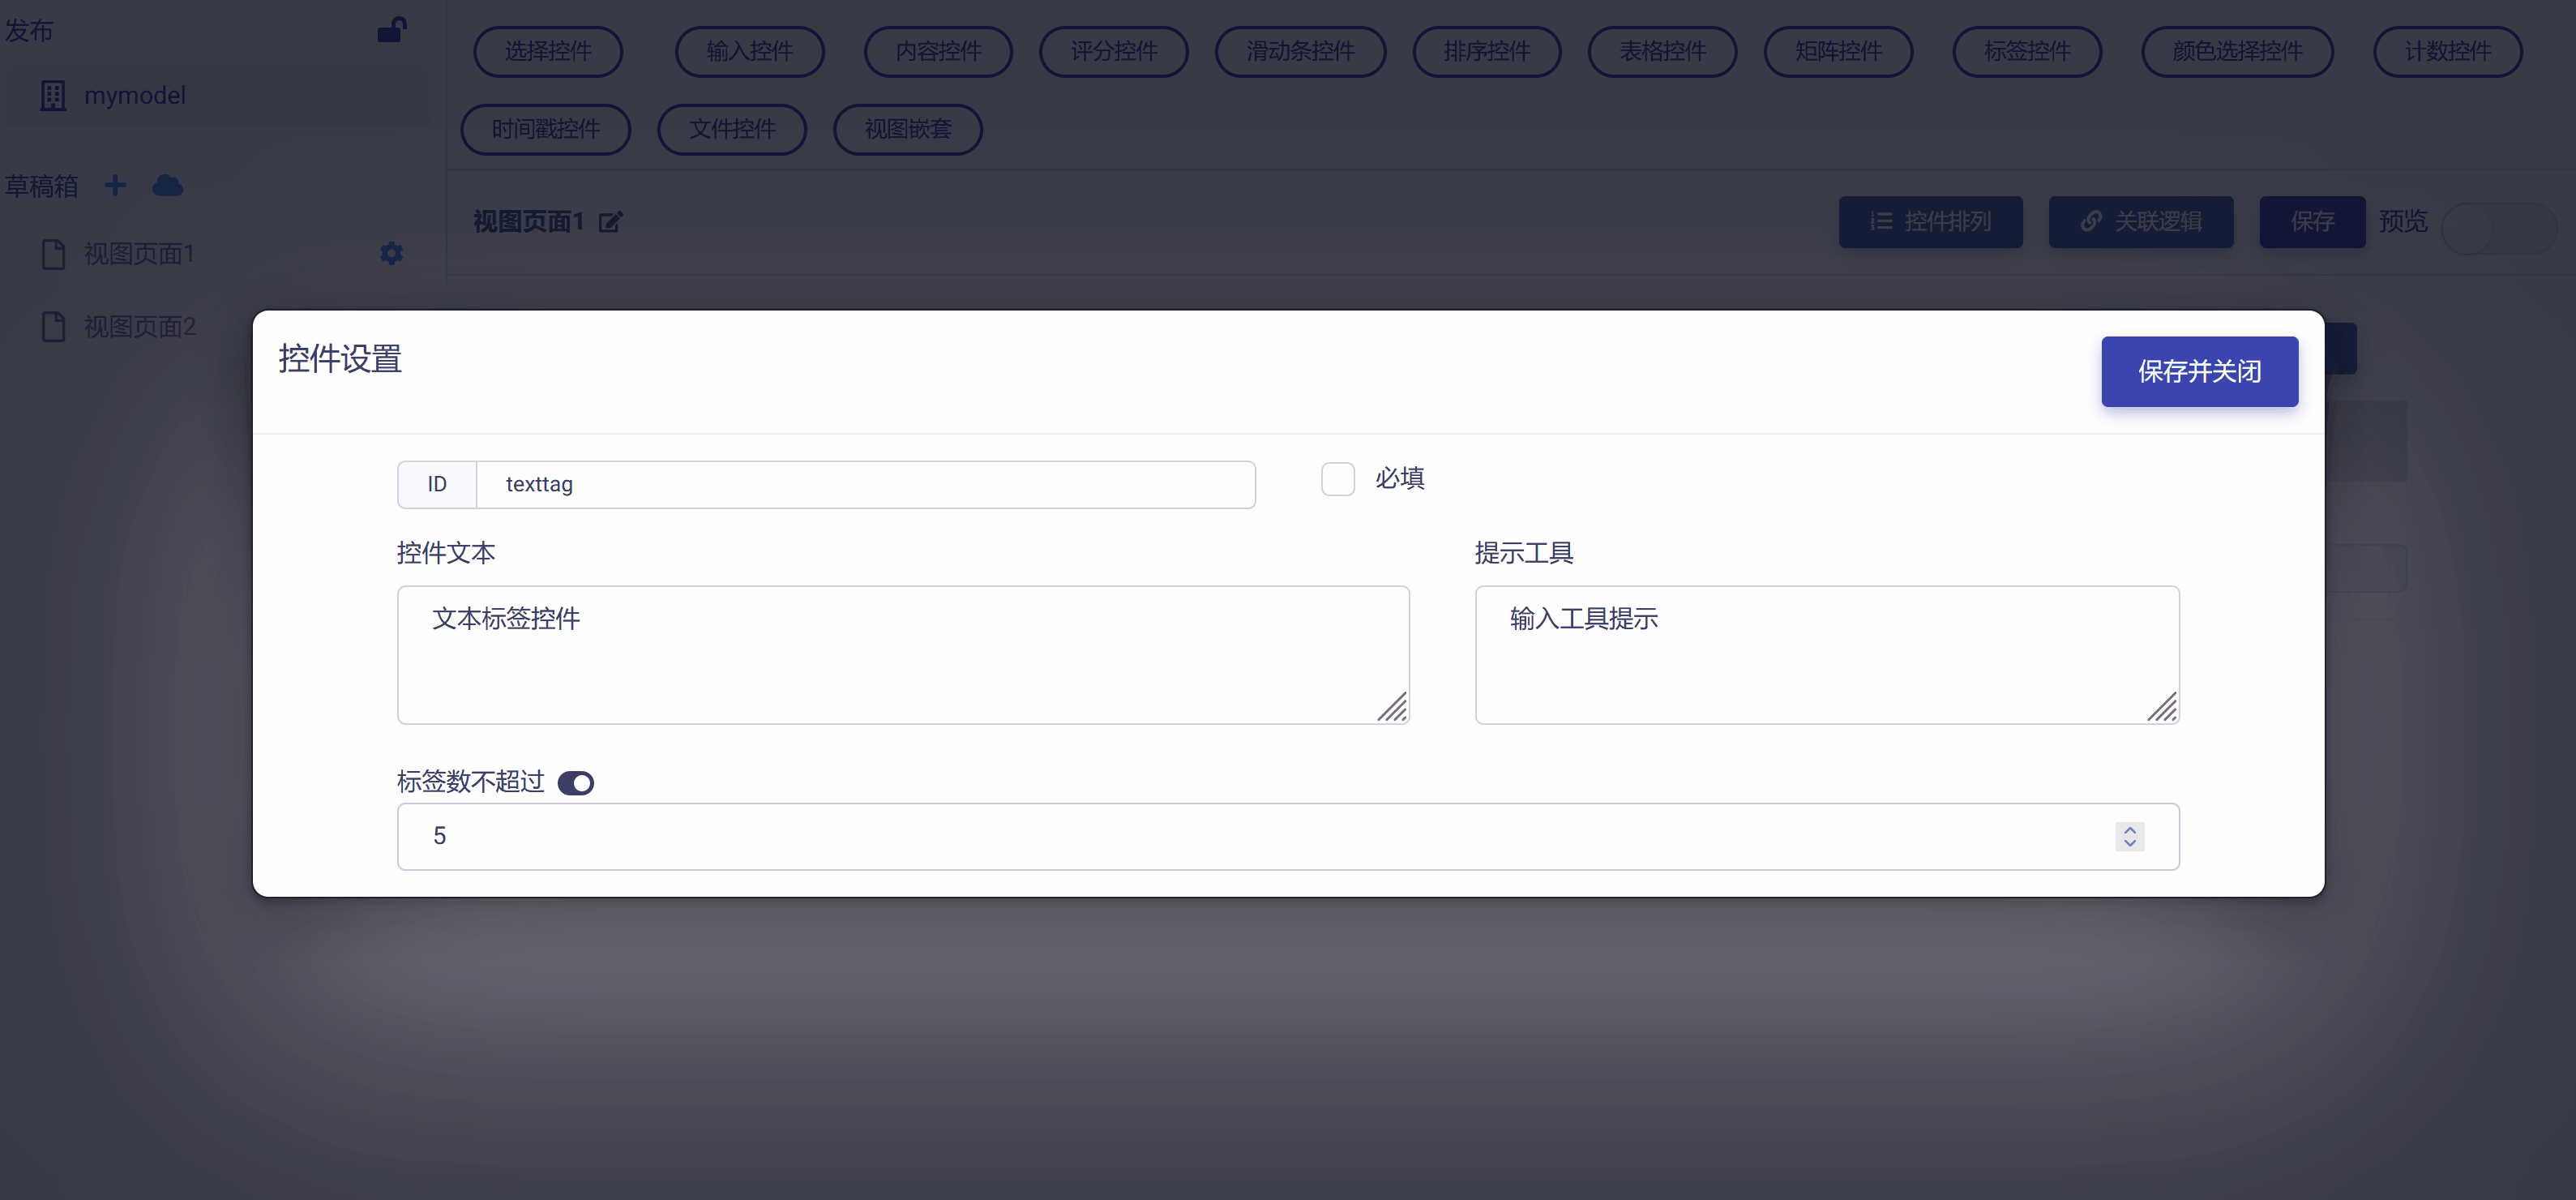 发布
mymodel
草稿箱
视图页面1
视图页面2
选择控件 输入控件 内容控件 评分控件 滑动条控件 排序控件 表格控件 矩阵控件 标签控件 颜色选择控件 计数控件
时间戳控件 文件控件 视图嵌套
视图页面1 控件排列 关联逻辑 保存 预览
控件设置 保存并关闭
ID texttag 必填
控件文本 提示工具
文本标签控件 输入工具提示
标签数不超过
5